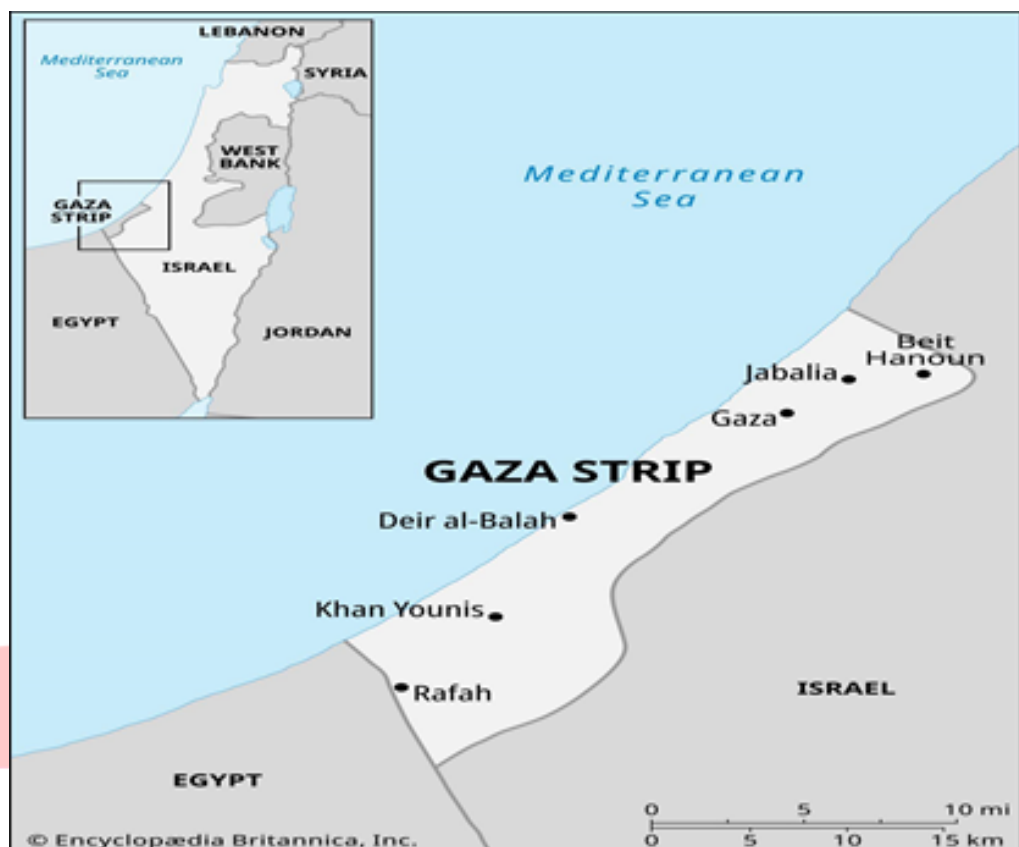 LEBANON
Mediterranean
Sea
SYRIA
WEST
BANK
GAZA
STRIP
ISRAEL
EGYPT
JORDAN
Mediterranean
Sea
Beit
Hanoun
Jabalia
Gaza
GAZA STRIP
Deir al-Balah
Khan Younis
Rafah
ISRAEL
EGYPT
0 5 10 mi
0 5 10 15 km
© Encyclopædia Britannica, Inc.